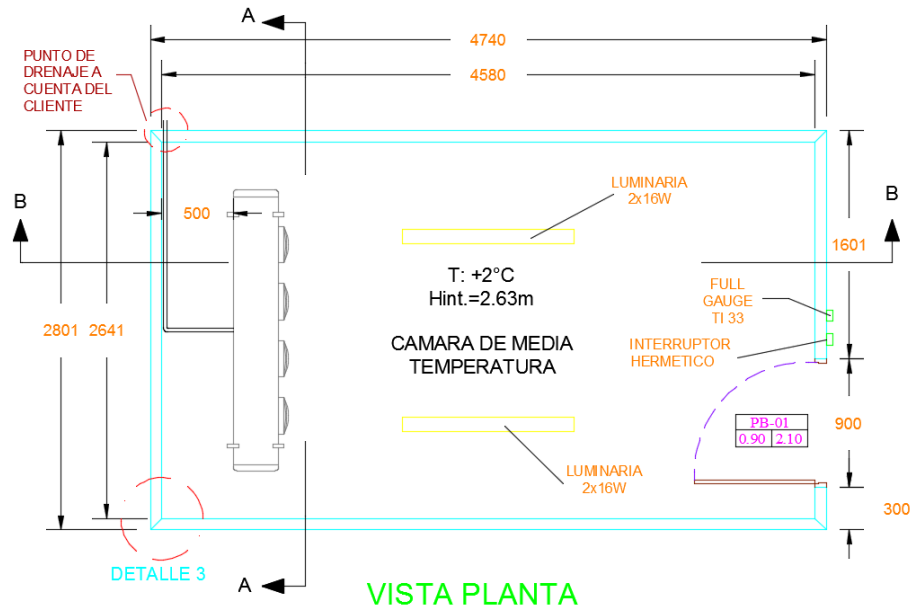 A
4740
4580
PUNTO DE
DRENAJE A
CUENTA DEL
CLIENTE
B
B
500
LUMINARIA
2x16W
1601
T: +2°C
Hint.=2.63m
FULL
GAUGE
TI 33
2801
2641
CAMARA DE MEDIA
TEMPERATURA
INTERRUPTOR
HERMETICO
PB-01
0.90 2.10
900
LUMINARIA
2x16W
300
DETALLE 3
A
VISTA PLANTA